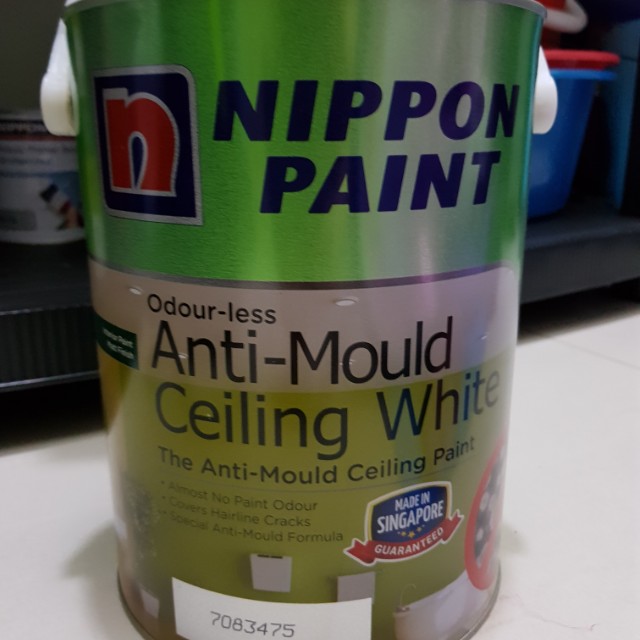 n
NIPPON
PAINT
Odour-less
Anti-Mould
Ceiling White
The Anti-Mould Ceiling Paint
• Almost No Paint Odour
• Covers Hairline Cracks
• Special Anti-Mould Formula
MADE IN
SINGAPORE
GUARANTEED
7083475